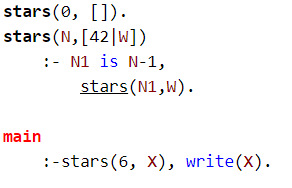 stars(0, []).
stars(N,[42|W])
:- N1 is N-1,
stars(N1,W).
main
:-stars(6, X), write(X).